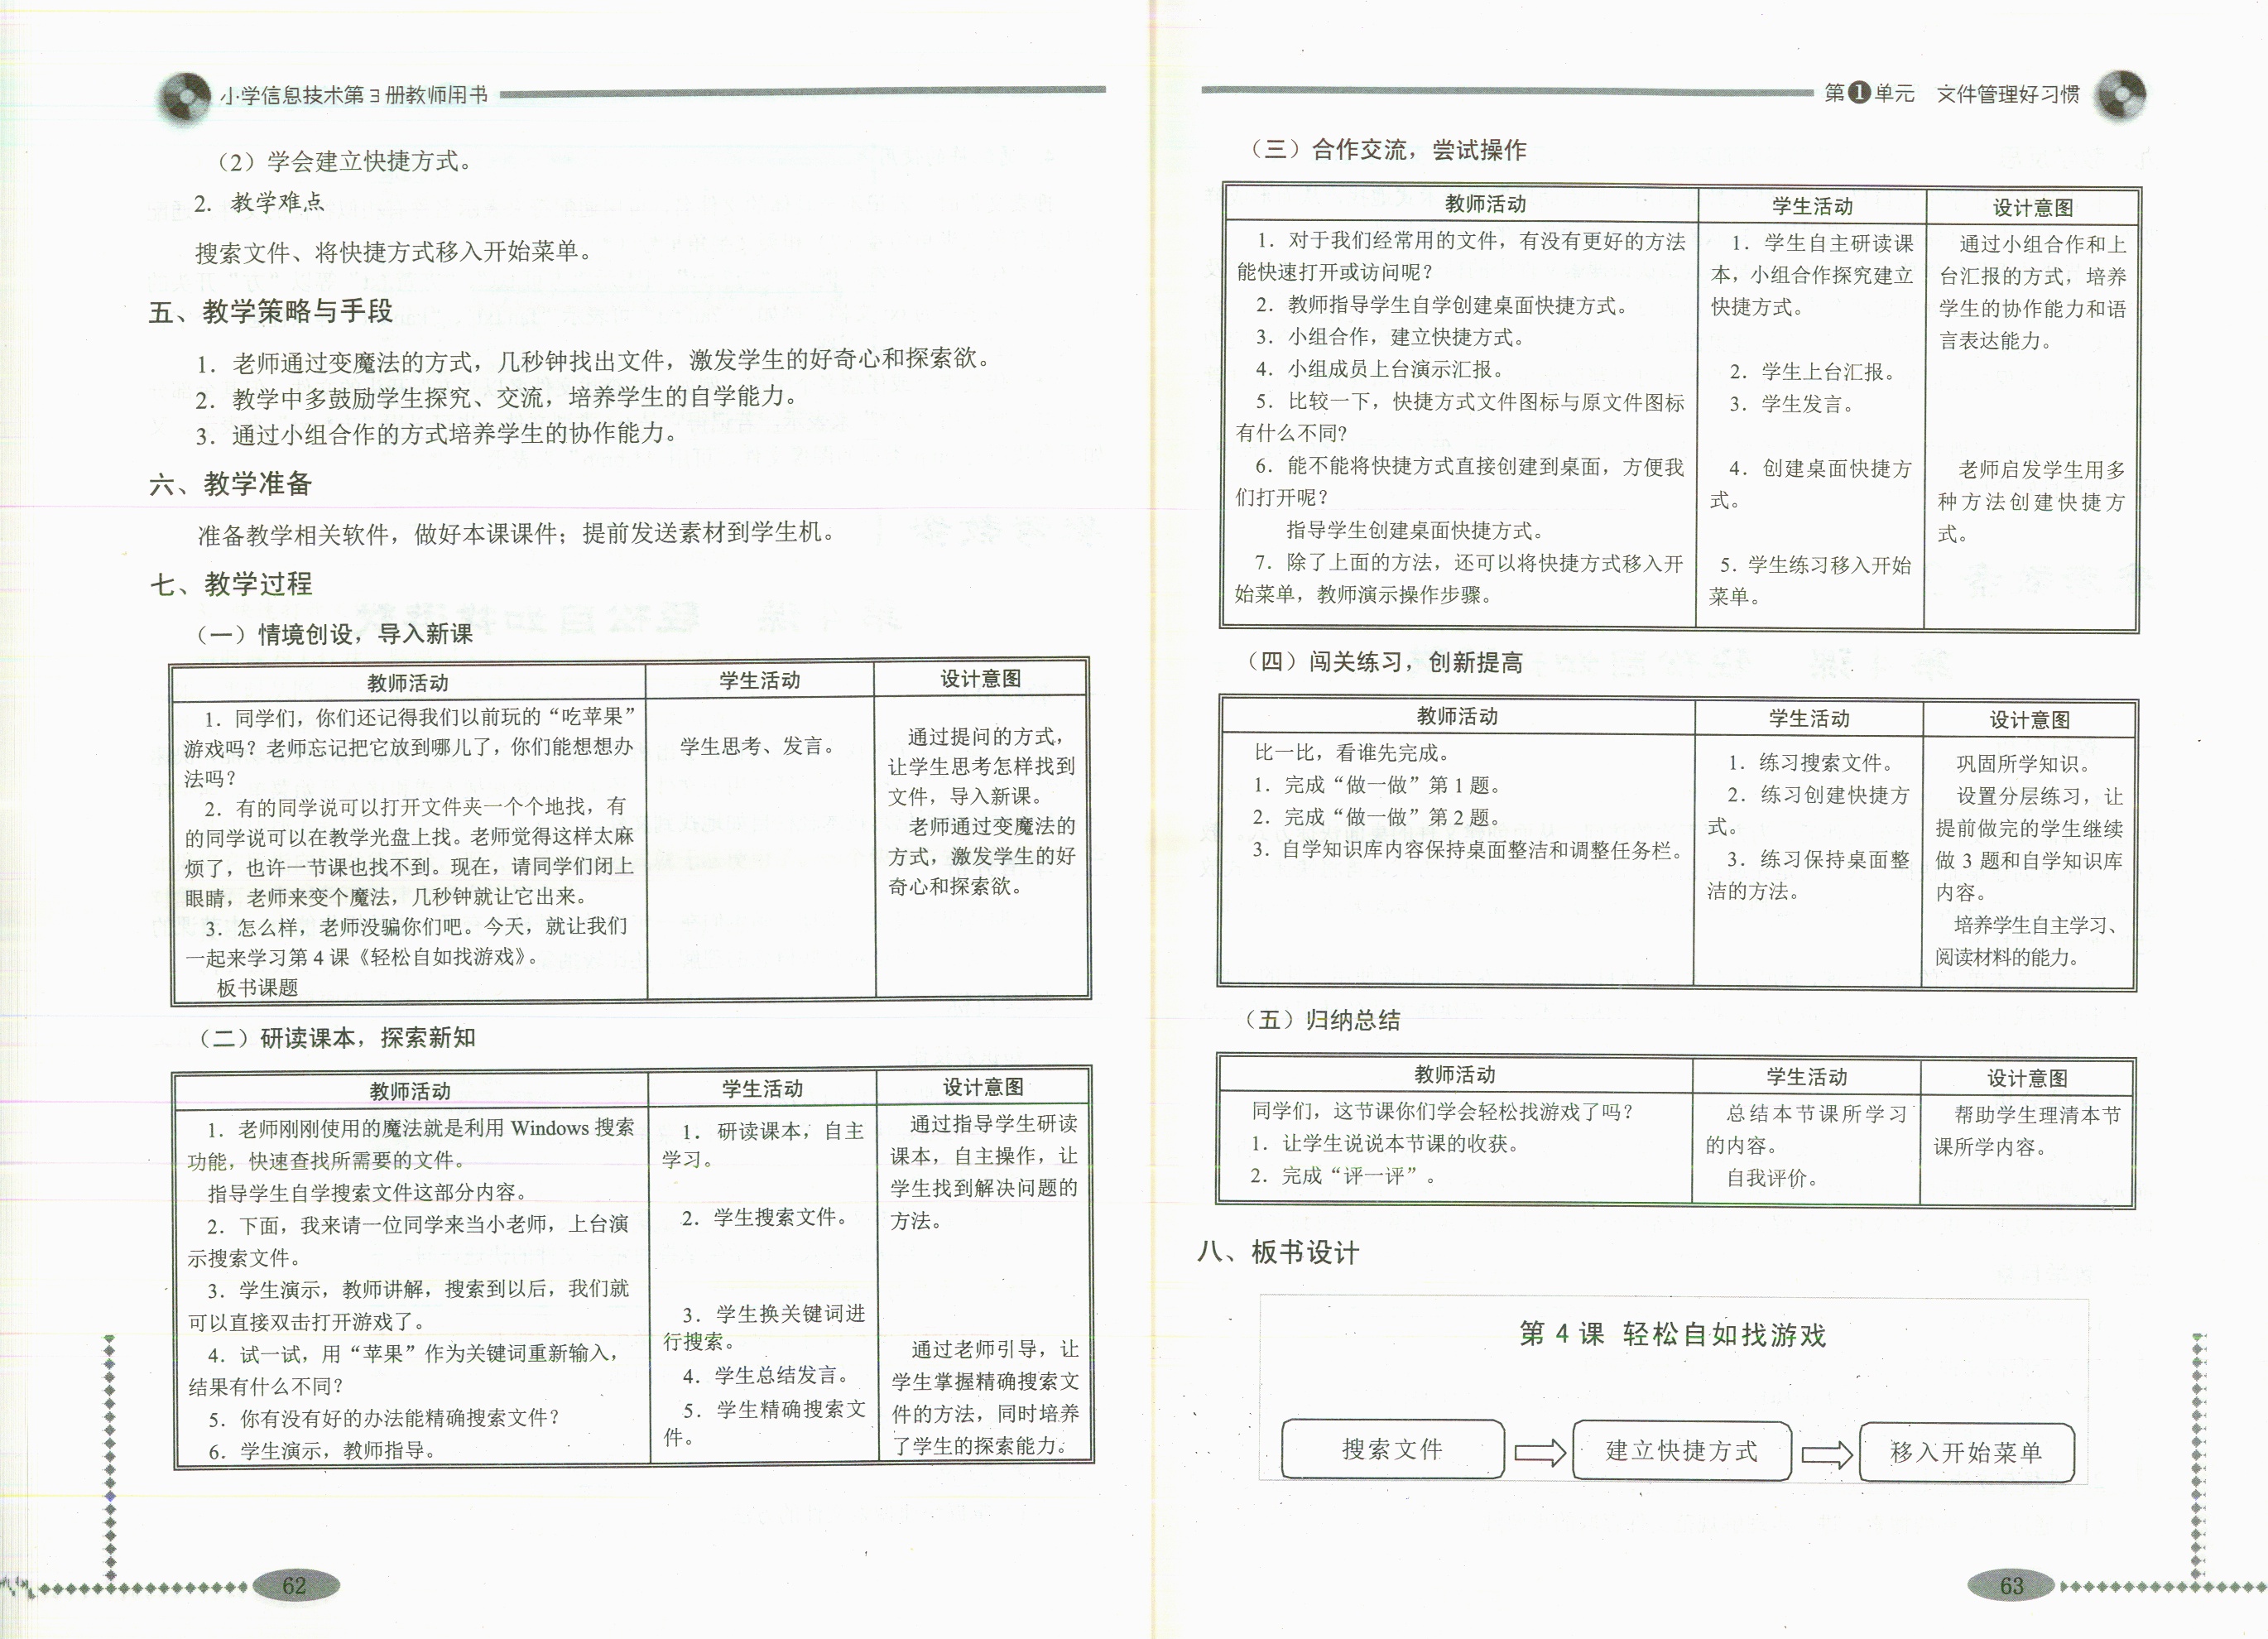 小学信息技术第3册教师用书
（2）学会建立快捷方式。
2. 教学难点
搜索文件、将快捷方式移入开始菜单。
五、教学策略与手段
1. 老师通过变魔法的方式，几秒钟找出文件，激发学生的好奇心和探索欲。
2. 教学中多鼓励学生探究、交流，培养学生的自学能力。
3. 通过小组合作的方式培养学生的协作能力。
六、教学准备
准备教学相关软件，做好本课课件；提前发送素材到学生机。
七、教学过程
（一）情境创设，导入新课
教师活动
1. 同学们，你们还记得我们以前玩的“吃苹果”
游戏吗？老师忘记把它放到哪儿了，你们能想想办
法吗？
2. 有的同学说可以打开文件夹一个个地找，有
的同学说可以在教学光盘上找。老师觉得这样太麻
烦了，也许一节课也找不到。现在，请同学们闭上
眼睛，老师来变个魔法，几秒钟就让它出来。
3. 怎么样，老师没骗你们吧。今天，就让我们
一起来学习第4课《轻松自如找游戏》。
板书课题
学生活动
学生思考、发言。
设计意图
通过提问的方式，
让学生思考怎样找到
文件，导入新课。
老师通过变魔法的
方式，激发学生的好
奇心和探索欲。
（二）研读课本，探索新知
教师活动
1. 老师刚刚使用的魔法就是利用 Windows 搜索
功能，快速查找所需要的文件。
指导学生自学搜索文件这部分内容。
2. 下面，我来请一位同学来当小老师，上台演
示搜索文件。
3. 学生演示，教师讲解，搜索到以后，我们就
可以直接双击打开游戏了。
4. 试一试，用“苹果”作为关键词重新输入，
结果有什么不同？
5. 你有没有好的办法能精确搜索文件？
6. 学生演示，教师指导。
学生活动
1. 研读课本，自主
学习。
2. 学生搜索文件。
3. 学生换关键词进
行搜索。
4. 学生总结发言。
5. 学生精确搜索文
件。
设计意图
通过指导学生研读
课本，自主操作，让
学生找到解决问题的
方法。
通过老师引导，让
学生掌握精确搜索文
件的方法，同时培养
了学生的探索能力。
62
第1单元 文件管理好习惯
（三）合作交流，尝试操作
教师活动
1. 对于我们经常用的文件，有没有更好的方法
能快速打开或访问呢？
2. 教师指导学生自学创建桌面快捷方式。
3. 小组合作，建立快捷方式。
4. 小组成员上台演示汇报。
5. 比较一下，快捷方式文件图标与原文件图标
有什么不同？
6. 能不能将快捷方式直接创建到桌面，方便我
们打开呢？
指导学生创建桌面快捷方式。
7. 除了上面的方法，还可以将快捷方式移入开
始菜单，教师演示操作步骤。
学生活动
1. 学生自主研读课
本，小组合作探究建立
快捷方式。
2. 学生上台汇报。
3. 学生发言。
4. 创建桌面快捷方
式。
5. 学生练习移入开始
菜单。
设计意图
通过小组合作和上
台汇报的方式，培养
学生的协作能力和语
言表达能力。
老师启发学生用多
种方法创建快捷方
式。
（四）闯关练习，创新提高
教师活动
比一比，看谁先完成。
1. 完成“做一做”第1题。
2. 完成“做一做”第2题。
3. 自学知识库内容保持桌面整洁和调整任务栏。
学生活动
1. 练习搜索文件。
2. 练习创建快捷方
式。
3. 练习保持桌面整
洁的方法。
设计意图
巩固所学知识。
设置分层练习，让
提前做完的学生继续
做3题和自学知识库
内容。
培养学生自主学习、
阅读材料的能力。
（五）归纳总结
教师活动
同学们，这节课你们学会轻松找游戏了吗？
1. 让学生说说本节课的收获。
2. 完成“评一评”。
学生活动
总结本节课所学习
的内容。
自我评价。
设计意图
帮助学生理清本节
课所学内容。
八、板书设计
第4课 轻松自如找游戏
搜索文件
建立快捷方式
移入开始菜单
63